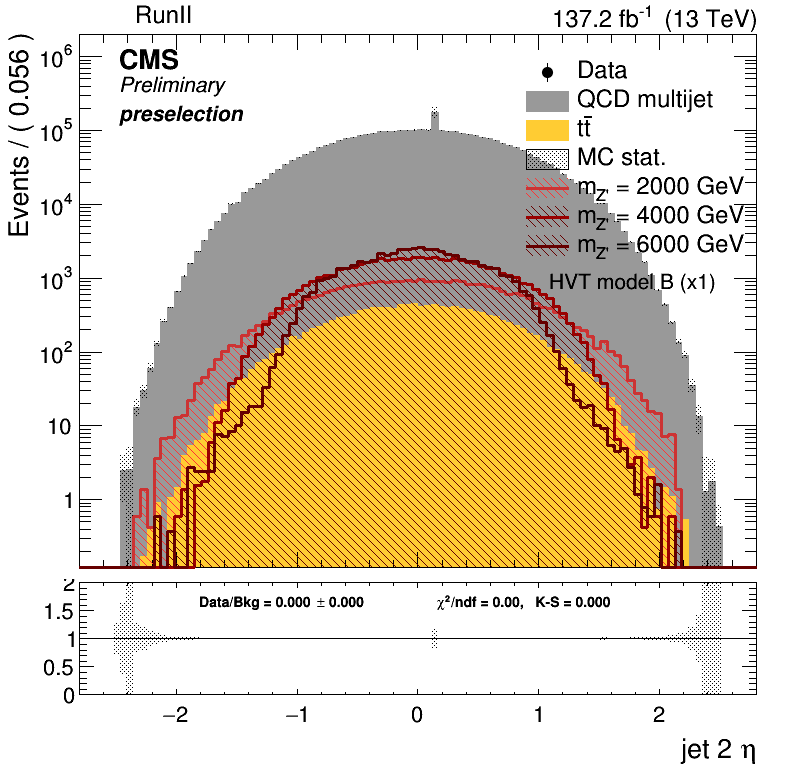 RunII 137.2 fb⁻¹ (13 TeV)
CMS
Preliminary
preselection
Data
QCD multijet
tt̄
MC stat.
m_Z' = 2000 GeV
m_Z' = 4000 GeV
m_Z' = 6000 GeV
HVT model B (x1)
Events / ( 0.056 )
10⁶
10⁵
10⁴
10³
10²
10
1
Data/Bkg = 0.000 ± 0.000 χ²/ndf = 0.00, K-S = 0.000
2
1.5
1
0.5
0
−2 −1 0 1 2
jet 2 η